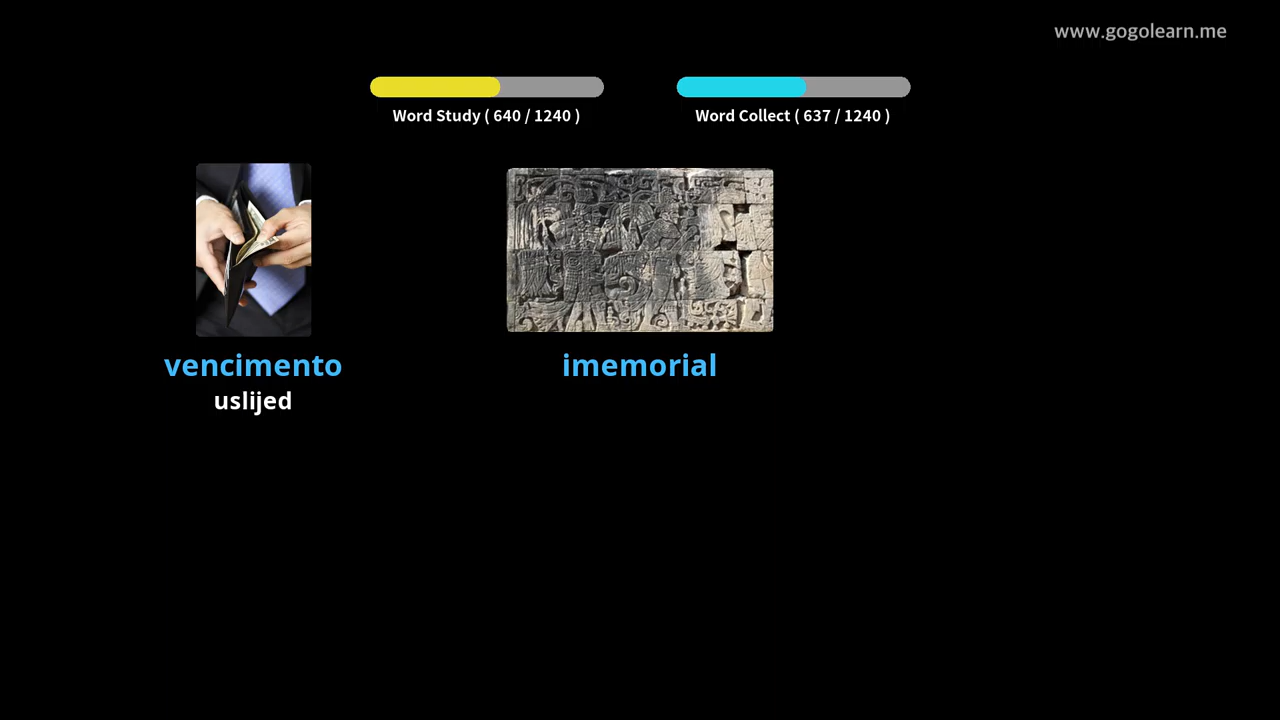 www.gogolearn.me
Word Study ( 640 / 1240 )
Word Collect ( 637 / 1240 )
vencimento
uslijed
imemorial